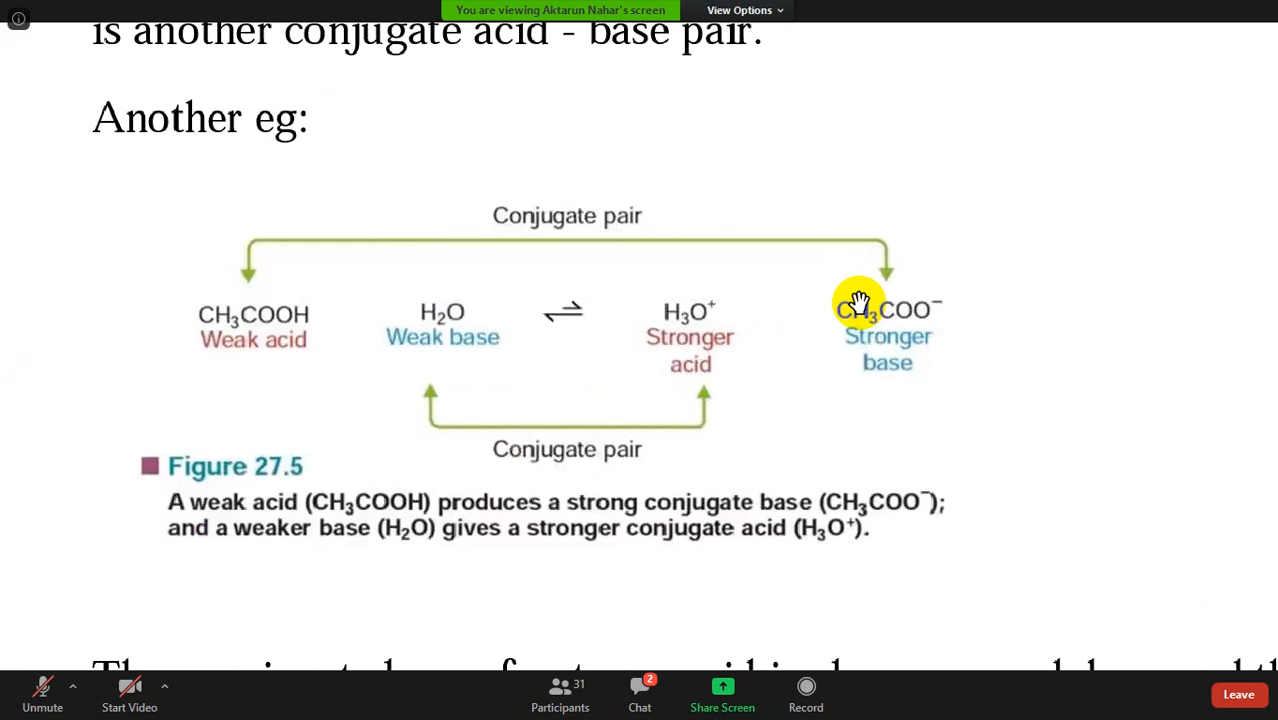 You are viewing Aktarun Nahar's screen
View Options
is another conjugate acid - base pair.
Another eg:
Conjugate pair
CH₃COOH
H₂O
⇌
H₃O⁺
CH₃COO⁻
Weak acid
Weak base
Stronger
acid
Stronger
base
Conjugate pair
Figure 27.5
A weak acid (CH₃COOH) produces a strong conjugate base (CH₃COO⁻);
and a weaker base (H₂O) gives a stronger conjugate acid (H₃O⁺).
Unmute
Start Video
31
Participants
2
Chat
Share Screen
Record
Leave